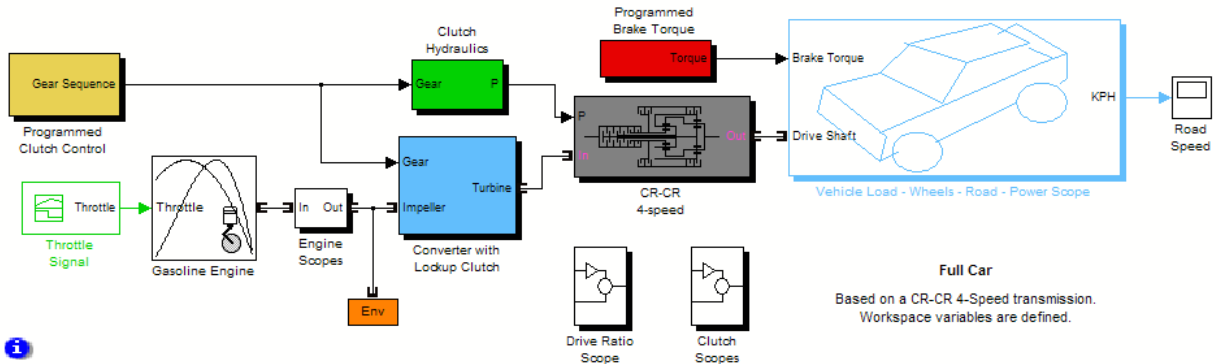 Programmed
Brake Torque
Clutch
Hydraulics
Torque
Brake Torque
Gear Sequence
Gear
P
KPH
Programmed
Clutch Control
P
Out
Drive Shaft
Road
Speed
Gear
In
Turbine
Vehicle Load - Wheels - Road - Power Scope
CR-CR
4-speed
Throttle
Throttle
In
Out
Impeller
Throttle
Signal
Gasoline Engine
Engine
Scopes
Converter with
Lockup Clutch
Env
Full Car
Based on a CR-CR 4-Speed transmission.
Workspace variables are defined.
Drive Ratio
Scope
Clutch
Scopes
i